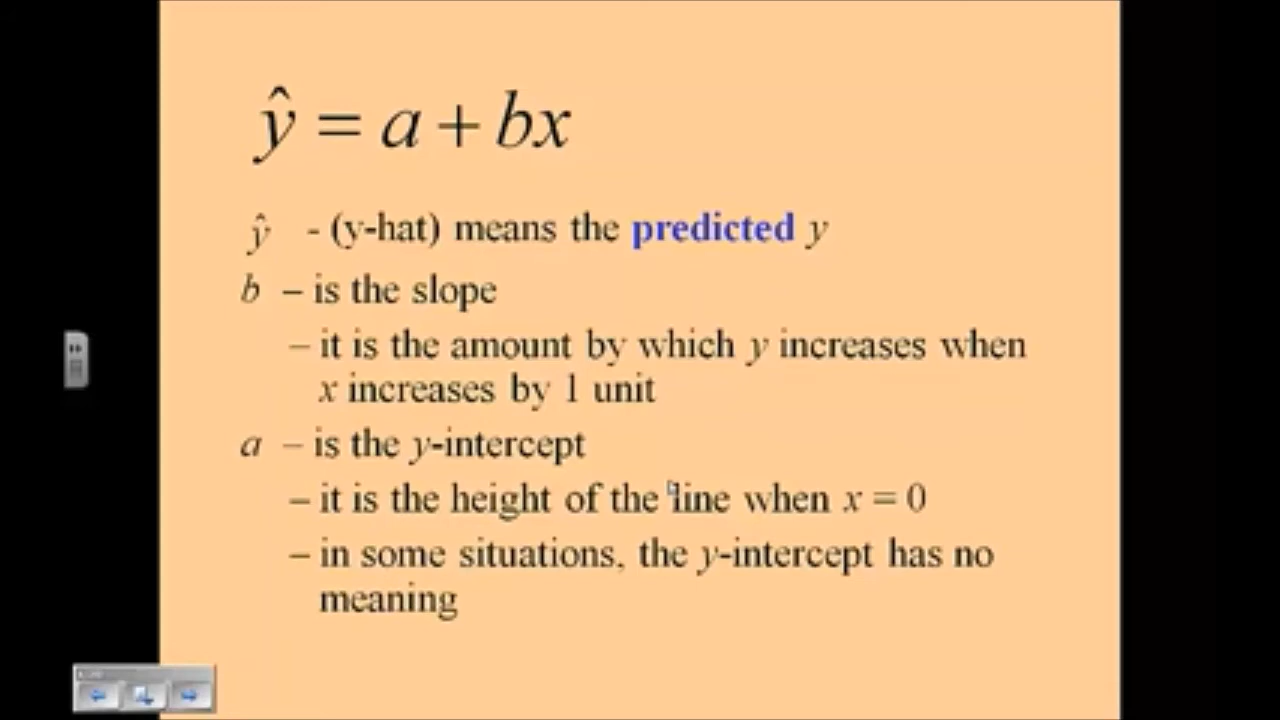 ŷ = a + bx
ŷ - (y-hat) means the predicted y
b – is the slope
– it is the amount by which y increases when
x increases by 1 unit
a – is the y-intercept
– it is the height of the line when x = 0
– in some situations, the y-intercept has no
meaning